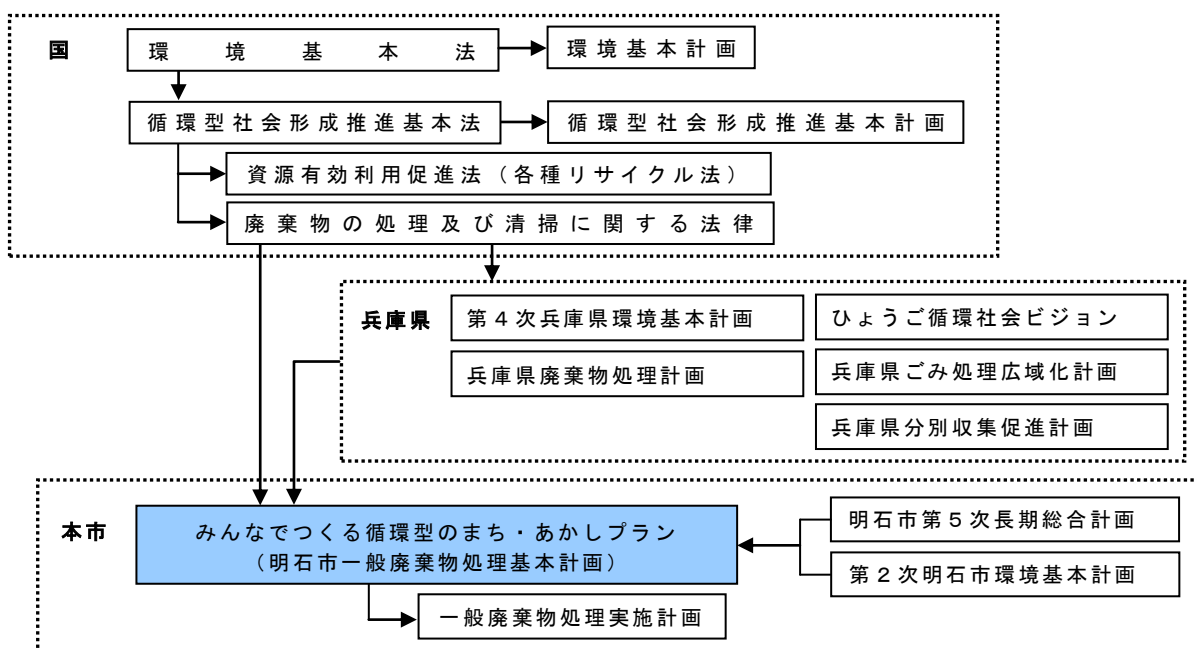 国
環境基本法
環境基本計画
循環型社会形成推進基本法
循環型社会形成推進基本計画
資源有効利用促進法（各種リサイクル法）
廃棄物の処理及び清掃に関する法律
兵庫県
第４次兵庫県環境基本計画
ひょうご循環社会ビジョン
兵庫県廃棄物処理計画
兵庫県ごみ処理広域化計画
兵庫県分別収集促進計画
本市
みんなでつくる循環型のまち・あかしプラン
（明石市一般廃棄物処理基本計画）
明石市第５次長期総合計画
第２次明石市環境基本計画
一般廃棄物処理実施計画